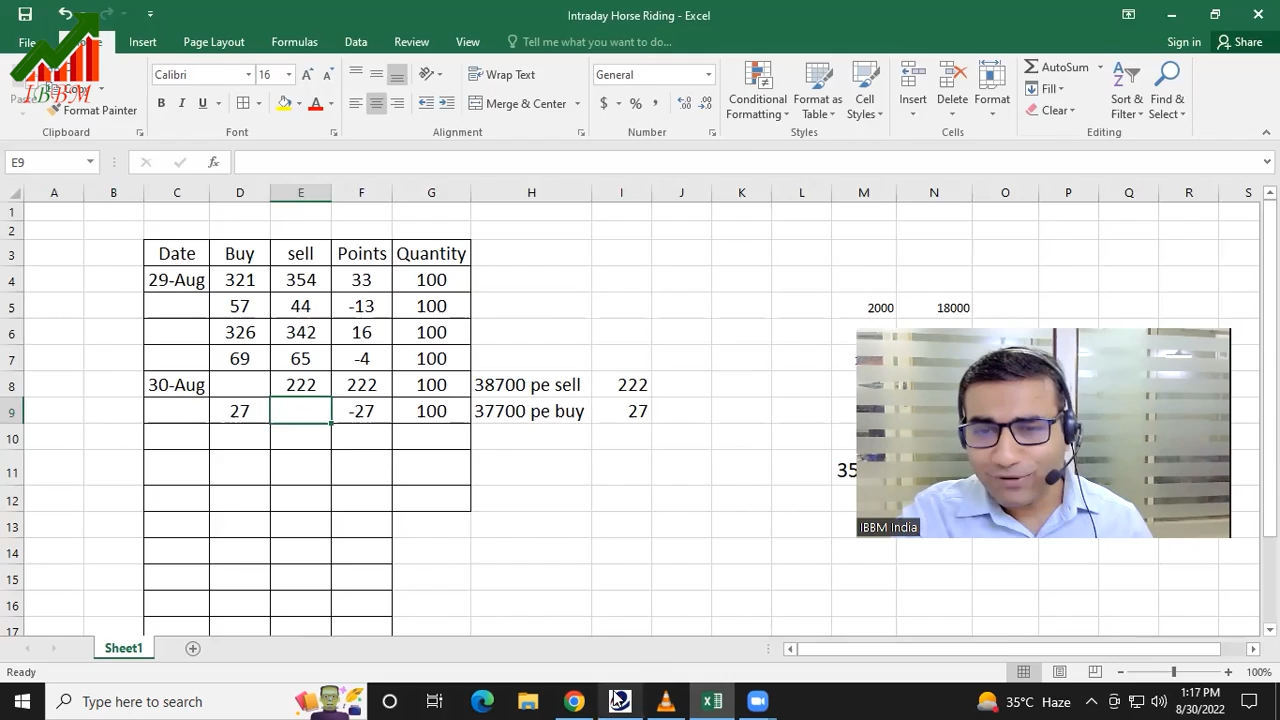 Intraday Horse Riding - Excel
File Insert Page Layout Formulas Data Review View Tell me what you want to do... Sign in Share
IBBM
Calibri 16 Wrap Text General AutoSum
Fill
B I U Merge & Center $ % Conditional Formatting Format as Table Cell Styles Insert Delete Format Clear Sort & Filter Find & Select
Format Painter
Clipboard Font Alignment Number Styles Cells Editing
E9 fx
A B C D E F G H I J K L M N O P Q R S
1
2
3 Date Buy sell Points Quantity
4 29-Aug 321 354 33 100
5 57 44 -13 100 2000 18000
6 326 342 16 100
7 69 65 -4 100
8 30-Aug 222 222 100 38700 pe sell 222
9 27 -27 100 37700 pe buy 27
10
11 35
12
IBBM India
13
14
15
16
17
Sheet1
Ready 100%
Type here to search 35°C Haze 1:17 PM
8/30/2022